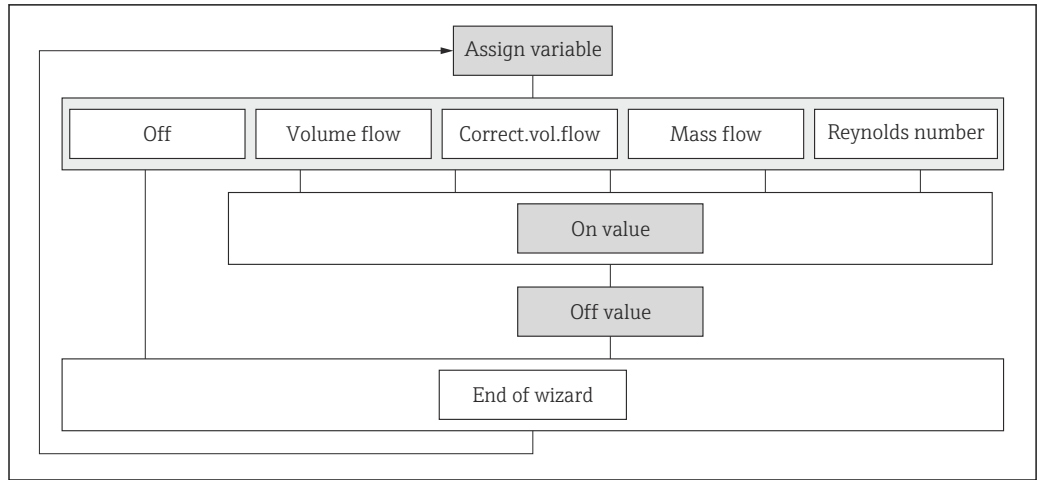 Assign variable
Off
Volume flow
Correct.vol.flow
Mass flow
Reynolds number
On value
Off value
End of wizard